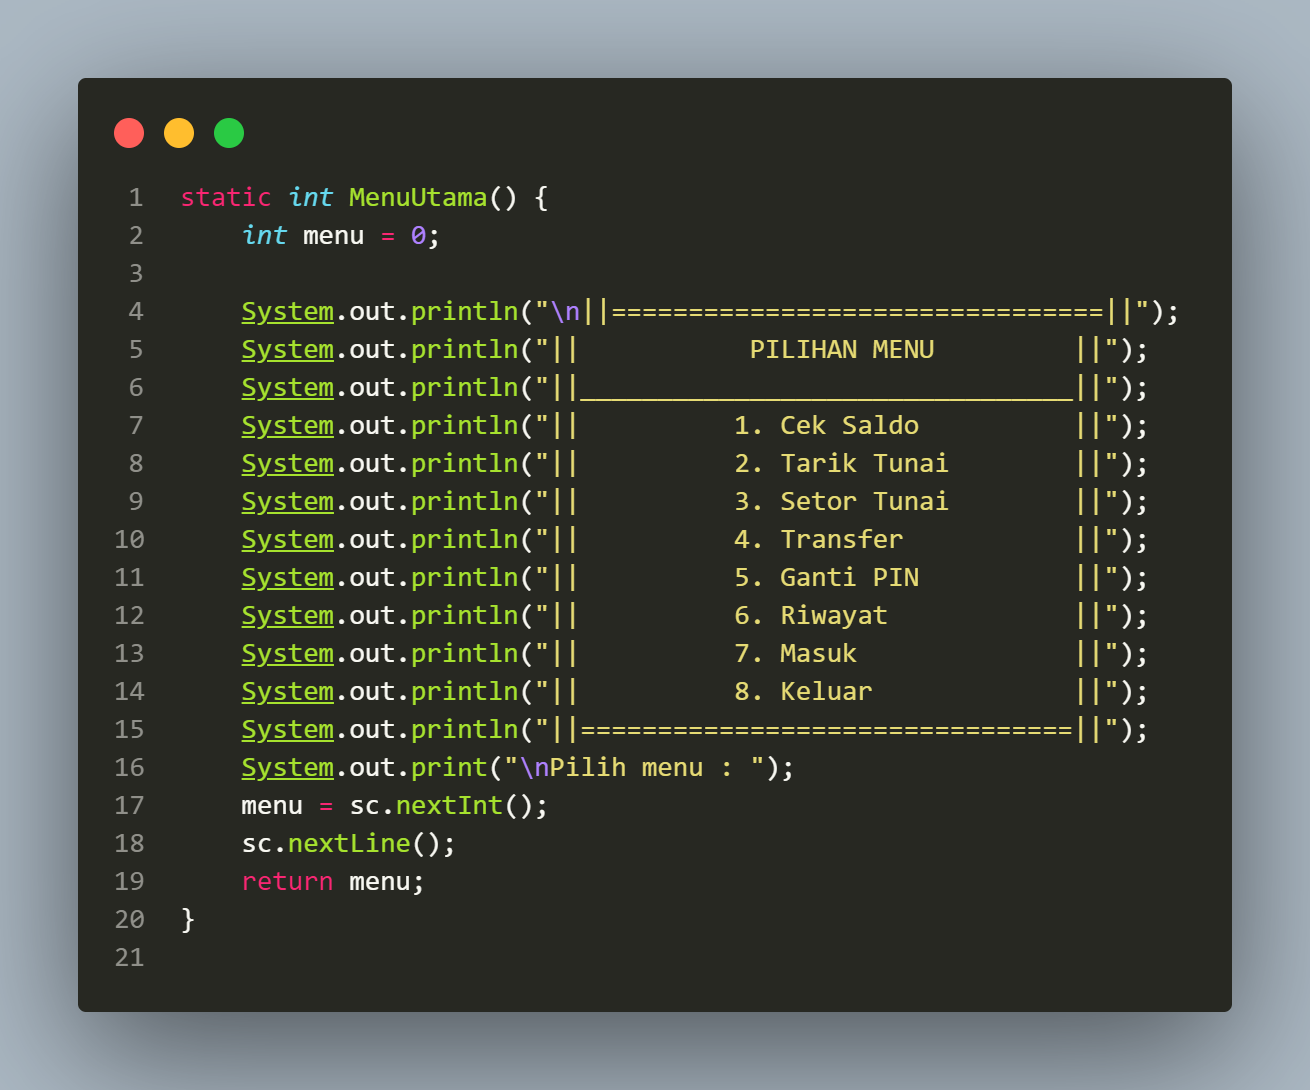 1 static int MenuUtama() {
2     int menu = 0;
3
4     System.out.println("\n||================================||");
5     System.out.println("||           PILIHAN MENU         ||");
6     System.out.println("||________________________________||");
7     System.out.println("||          1. Cek Saldo          ||");
8     System.out.println("||          2. Tarik Tunai        ||");
9     System.out.println("||          3. Setor Tunai        ||");
10     System.out.println("||          4. Transfer           ||");
11     System.out.println("||          5. Ganti PIN          ||");
12     System.out.println("||          6. Riwayat            ||");
13     System.out.println("||          7. Masuk              ||");
14     System.out.println("||          8. Keluar             ||");
15     System.out.println("||================================||");
16     System.out.print("\nPilih menu : ");
17     menu = sc.nextInt();
18     sc.nextLine();
19     return menu;
20 }
21